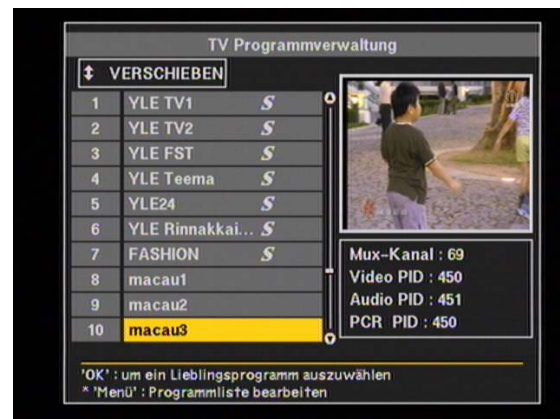 TV Programmverwaltung
VERSCHIEBEN
1 YLE TV1 S
2 YLE TV2 S
3 YLE FST S
4 YLE Teema S
5 YLE24 S
6 YLE Rinnakkai... S
7 FASHION S
8 macau1
9 macau2
10 macau3
Mux-Kanal : 69
Video PID : 450
Audio PID : 451
PCR PID : 450
'OK' : um ein Lieblingsprogramm auszuwählen
* 'Menü' : Programmliste bearbeiten